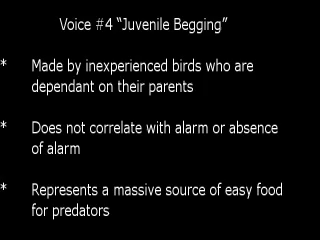 Voice #4 “Juvenile Begging”
* Made by inexperienced birds who are
dependant on their parents
* Does not correlate with alarm or absence
of alarm
* Represents a massive source of easy food
for predators